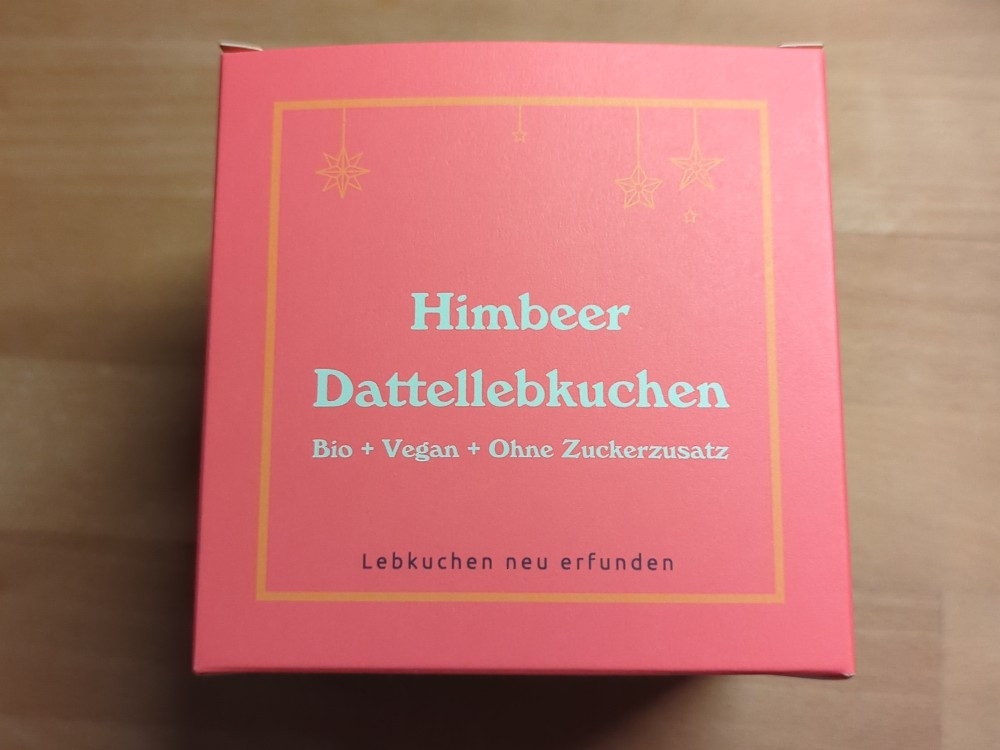 Himbeer
Dattellebkuchen
Bio + Vegan + Ohne Zuckerzusatz
Lebkuchen neu erfunden